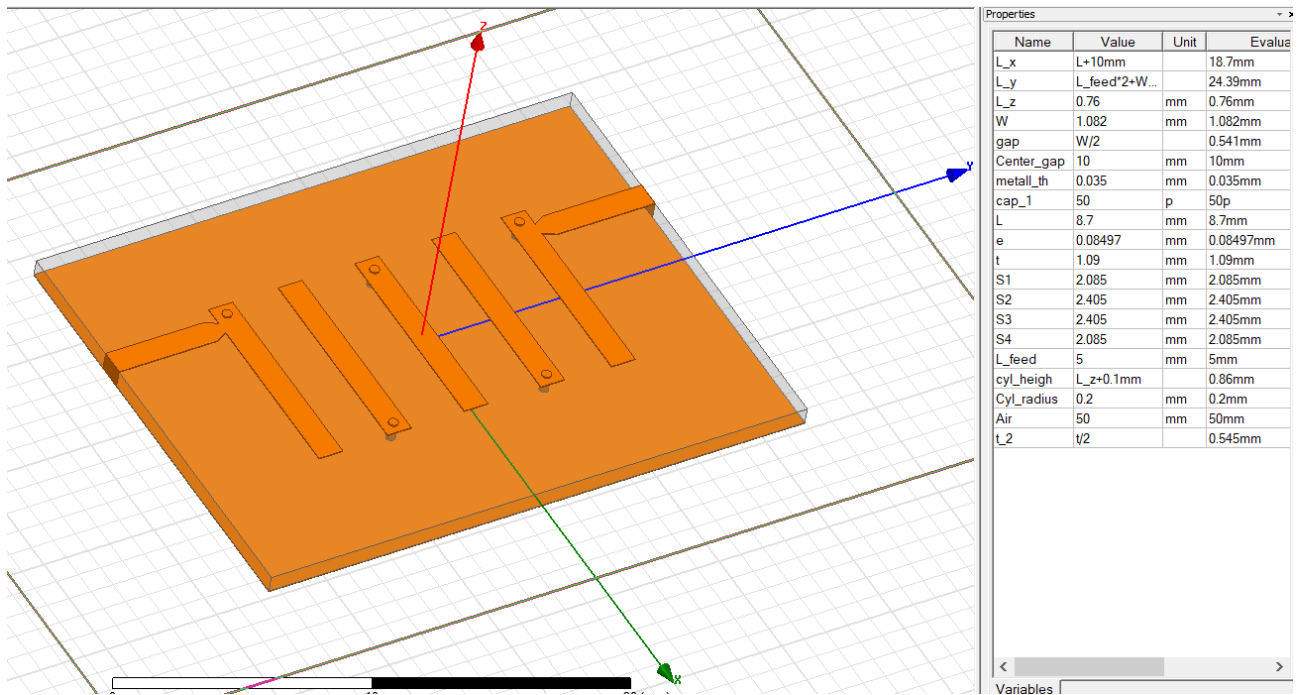 Z
Y
X
Properties
Name Value Unit Evalua
L_x L+10mm 18.7mm
L_y L_feed*2+W... 24.39mm
L_z 0.76 mm 0.76mm
W 1.082 mm 1.082mm
gap W/2 0.541mm
Center_gap 10 mm 10mm
metall_th 0.035 mm 0.035mm
cap_1 50 p 50p
L 8.7 mm 8.7mm
e 0.08497 mm 0.08497mm
t 1.09 mm 1.09mm
S1 2.085 mm 2.085mm
S2 2.405 mm 2.405mm
S3 2.405 mm 2.405mm
S4 2.085 mm 2.085mm
L_feed 5 mm 5mm
cyl_heigh L_z+0.1mm 0.86mm
Cyl_radius 0.2 mm 0.2mm
Air 50 mm 50mm
t_2 t/2 0.545mm
Variables